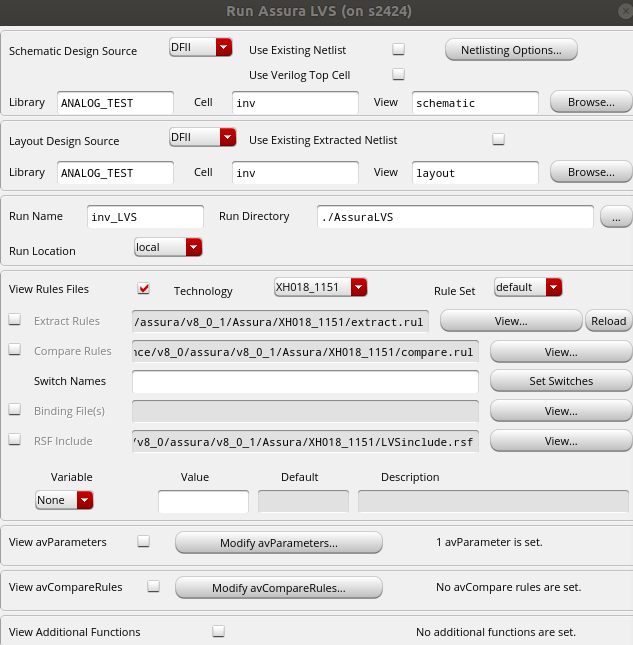 Run Assura LVS (on s2424)
Schematic Design Source DFII Use Existing Netlist Netlisting Options...
Use Verilog Top Cell
Library ANALOG_TEST Cell inv View schematic Browse...
Layout Design Source DFII Use Existing Extracted Netlist
Library ANALOG_TEST Cell inv View layout Browse...
Run Name inv_LVS Run Directory ./AssuraLVS ...
Run Location local
View Rules Files Technology XH018_1151 Rule Set default
Extract Rules /assura/v8_0_1/Assura/XH018_1151/extract.rul View... Reload
Compare Rules nce/v8_0/assura/v8_0_1/Assura/XH018_1151/compare.rul View...
Switch Names Set Switches
Binding File(s) View...
RSF Include /v8_0/assura/v8_0_1/Assura/XH018_1151/LVSinclude.rsf View...
Variable Value Default Description
None
View avParameters Modify avParameters... 1 avParameter is set.
View avCompareRules Modify avCompareRules... No avCompare rules are set.
View Additional Functions No additional functions are set.